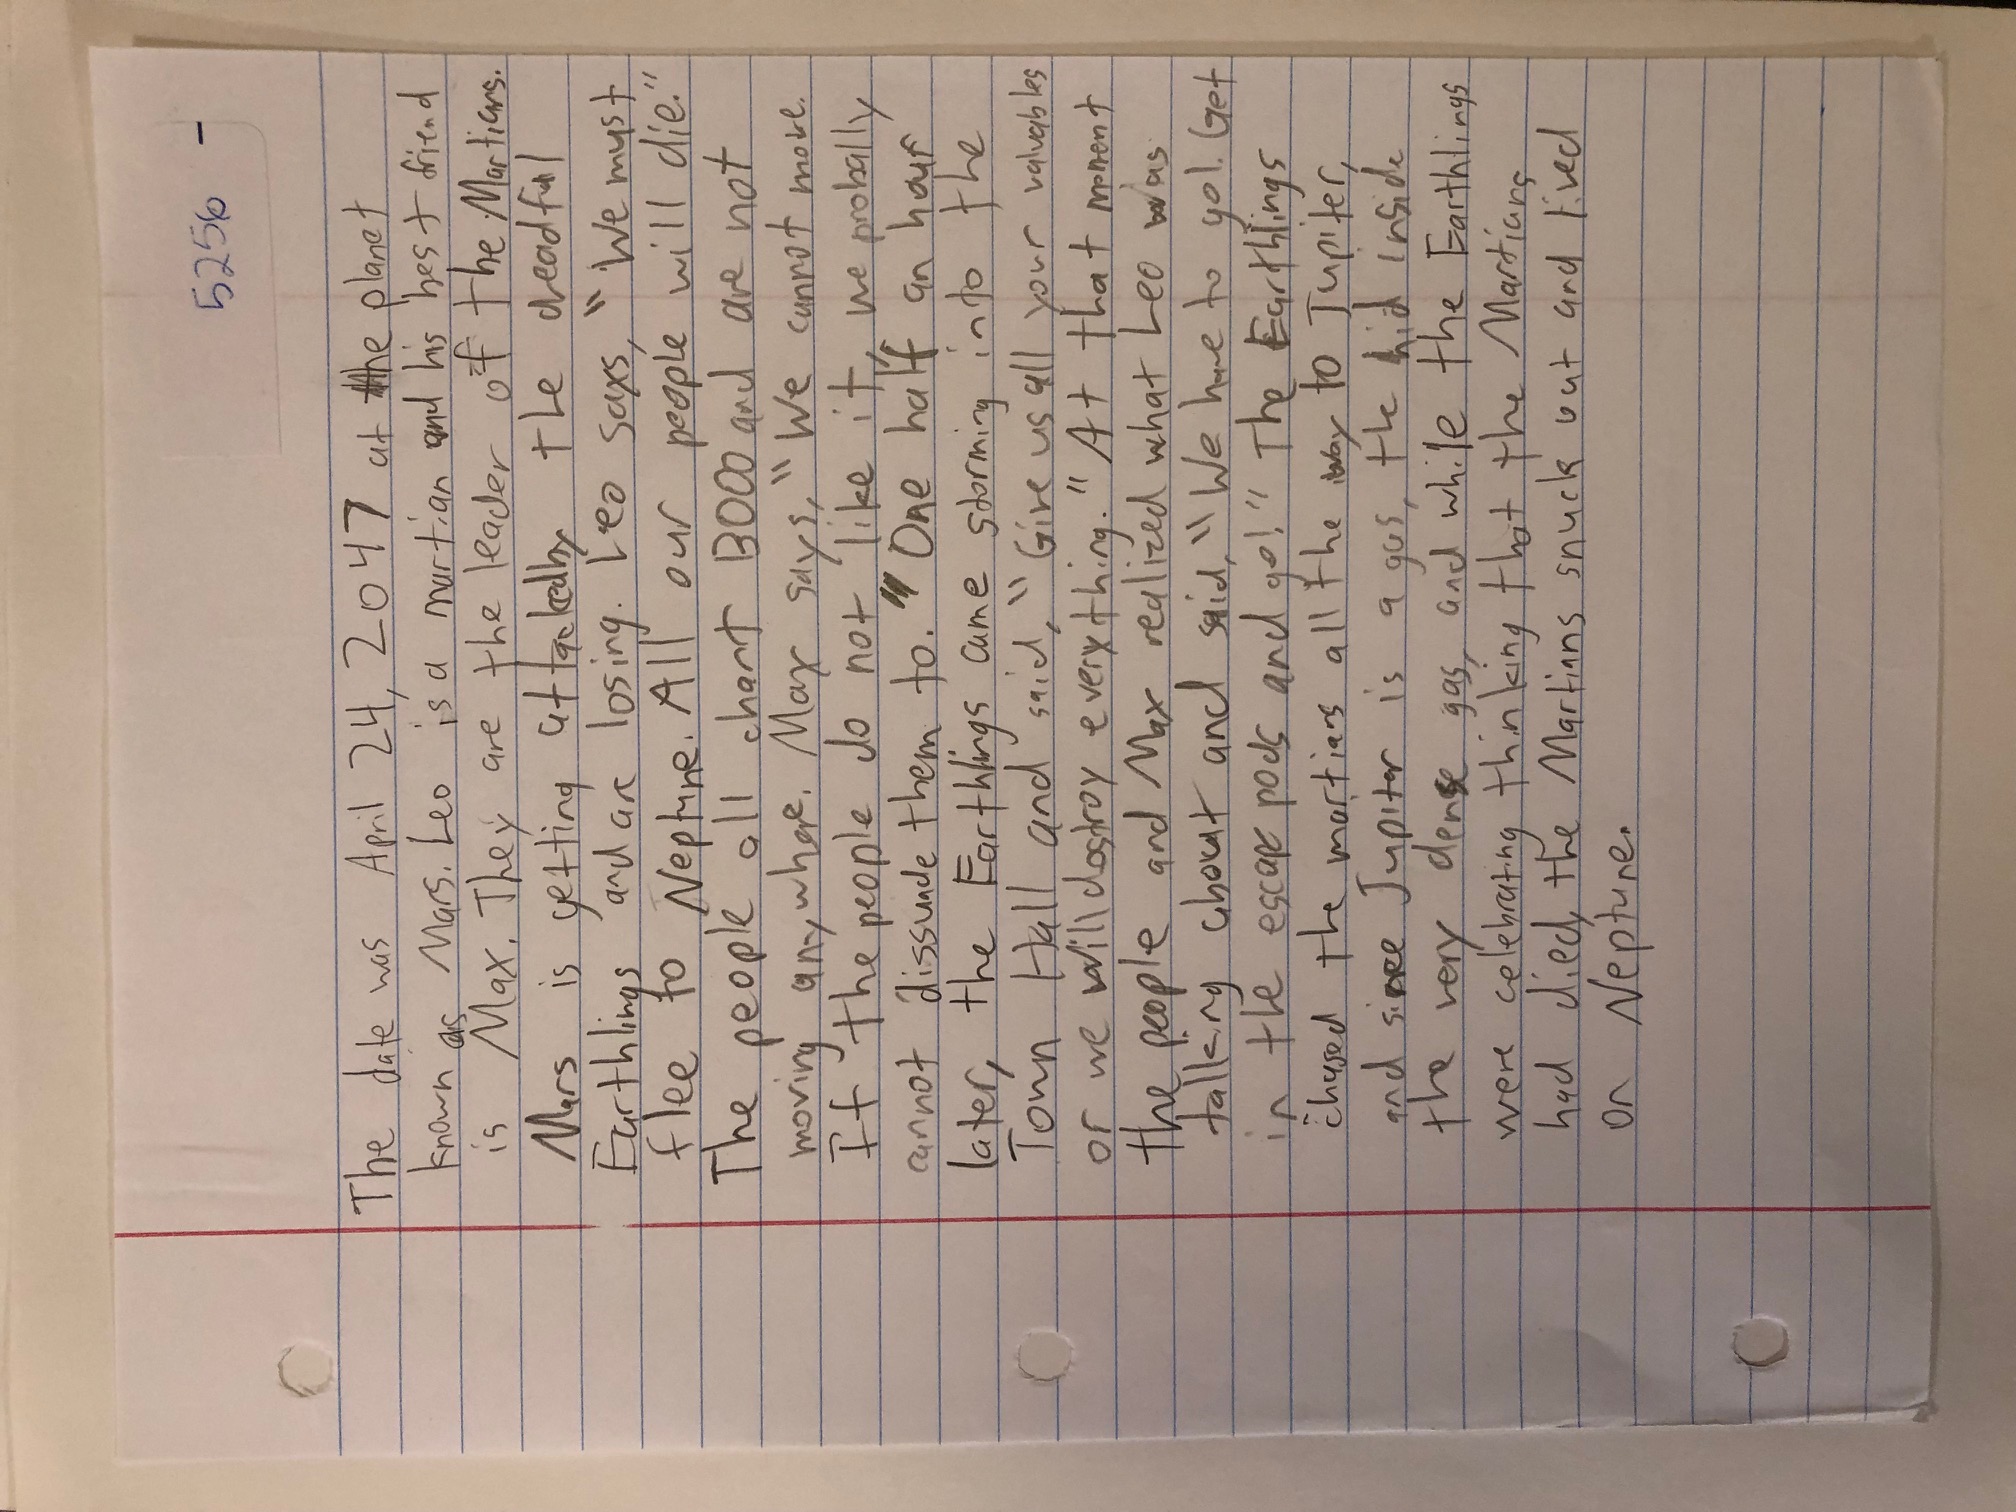 5256 -
The date was April 24, 2047 at the planet
known as Mars. Leo is a martian and his best friend
is Max. They are the leader of the Martians.
Mars is getting attackedby the dreadful
Earthlings and are losing. Leo says, "We must
flee to Neptune. All our people will die."
The people all chant BOOO and are not
moving anywhere. Max says, "We cannot move.
If the people do not like it, we probally
cannot dissuade them to." One half an hour
later, the Earthlings came storming into the
Town Hall and said, "Give us all your valuables
or we will dostroy everything." At that moment
the people and Max realized what Leo was
talking about and said, "We have to go!. Get
in the escape pods and go!" The Earthlings
chased the martians all the way to Jupiter,
and since Jupiter is a gas, the hid inside
the very dense gas, and while the Earthlings
were celebrating thinking that the Martians
had died, the Martians snuck out and lived
on Neptune.